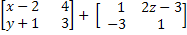 [x − 2  4] + [1  2z − 3]
[y + 1  3]   [−3  1]